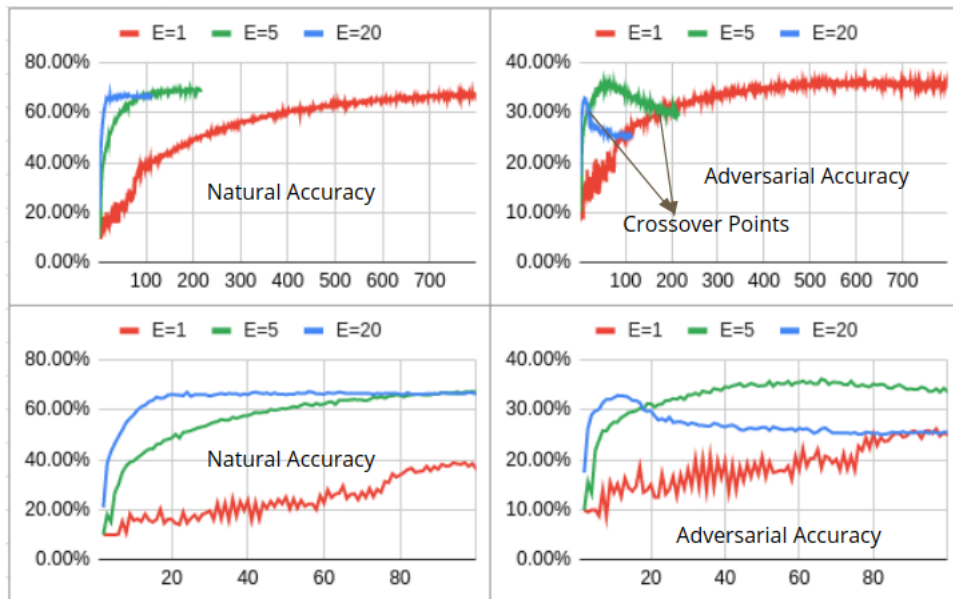 E=1 E=5 E=20
80.00%
60.00%
40.00%
20.00%
0.00%
Natural Accuracy
100 200 300 400 500 600 700
E=1 E=5 E=20
40.00%
30.00%
20.00%
10.00%
0.00%
Adversarial Accuracy
Crossover Points
100 200 300 400 500 600 700
E=1 E=5 E=20
80.00%
60.00%
40.00%
20.00%
0.00%
Natural Accuracy
20 40 60 80
E=1 E=5 E=20
40.00%
30.00%
20.00%
10.00%
0.00%
Adversarial Accuracy
20 40 60 80